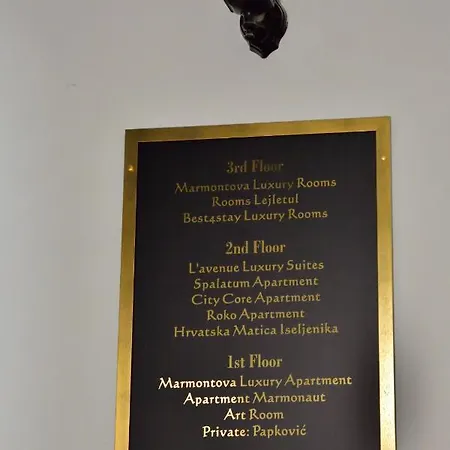 3rd Floor
Marmontova Luxury Rooms
Rooms Lejletul
Best4stay Luxury Rooms
2nd Floor
L'avenue Luxury Suites
Spalatum Apartment
City Core Apartment
Roko Apartment
Hrvatska Matica Iseljenika
1st Floor
Marmontova Luxury Apartment
Apartment Marmonaut
Art Room
Private: Papković